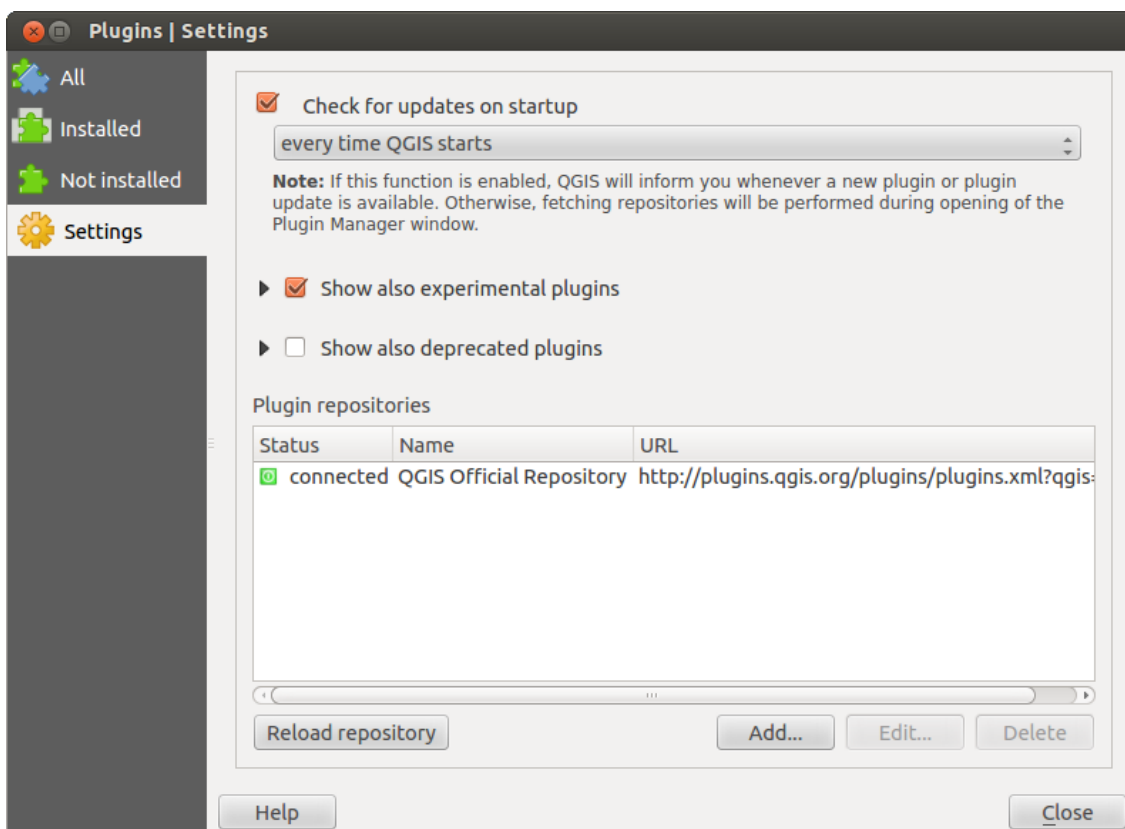 Plugins | Settings
All
Installed
Not installed
Settings
Check for updates on startup
every time QGIS starts
Note: If this function is enabled, QGIS will inform you whenever a new plugin or plugin
update is available. Otherwise, fetching repositories will be performed during opening of the
Plugin Manager window.
Show also experimental plugins
Show also deprecated plugins
Plugin repositories
Status Name URL
connected QGIS Official Repository http://plugins.qgis.org/plugins/plugins.xml?qgis=
Reload repository Add... Edit... Delete
Help Close